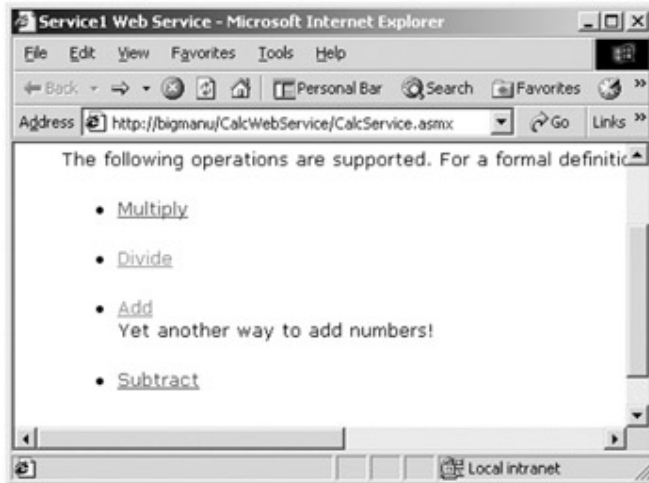 Service1 Web Service - Microsoft Internet Explorer
File Edit View Favorites Tools Help
Back Personal Bar Search Favorites »
Address http://bigmanu/CalcWebService/CalcService.asmx Go Links »
The following operations are supported. For a formal definitic
• Multiply
• Divide
• Add
Yet another way to add numbers!
• Subtract
Local intranet